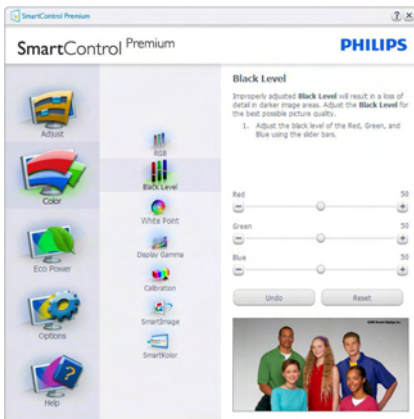 SmartControl Premium
SmartControl Premium
PHILIPS
Adjust
Color
Eco Power
Options
Help
RGB
Black Level
White Point
Display Gamma
Calibration
SmartImage
SmartKolor
Black Level
Improperly adjusted Black Level will result in a loss of
detail in darker image areas. Adjust the Black Level for
the best possible picture quality.
1. Adjust the black level of the Red, Green, and
Blue using the slider bars.
Red 50
Green 50
Blue 50
Undo Reset